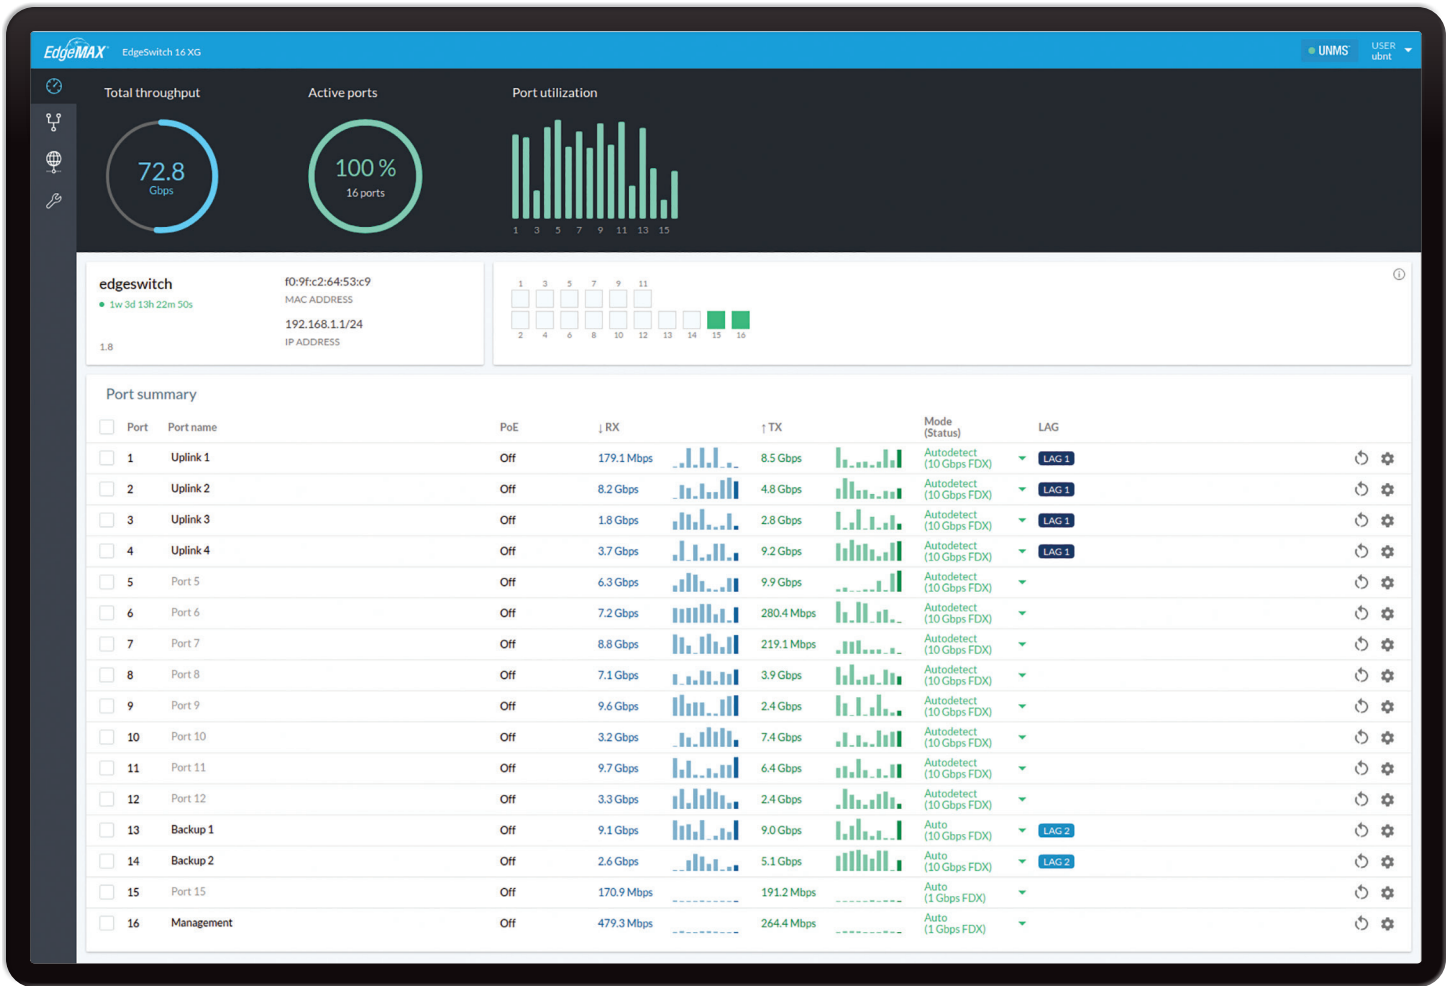 EdgeMAX EdgeSwitch 16 XG UNMS USER
ubnt
Total throughput Active ports Port utilization
72.8
Gbps
100 %
16 ports
1 3 5 7 9 11 13 15
edgeswitch
1w 3d 13h 22m 50s
1.8
f0:9f:c2:64:53:c9
MAC ADDRESS
192.168.1.1/24
IP ADDRESS
1 3 5 7 9 11
2 4 6 8 10 12 13 14 15 16
Port summary
Port Port name PoE ↓ RX ↑ TX Mode (Status) LAG
1 Uplink 1 Off 179.1 Mbps 8.5 Gbps Autodetect (10 Gbps FDX) LAG 1
2 Uplink 2 Off 8.2 Gbps 4.8 Gbps Autodetect (10 Gbps FDX) LAG 1
3 Uplink 3 Off 1.8 Gbps 2.8 Gbps Autodetect (10 Gbps FDX) LAG 1
4 Uplink 4 Off 3.7 Gbps 9.2 Gbps Autodetect (10 Gbps FDX) LAG 1
5 Port 5 Off 6.3 Gbps 9.9 Gbps Autodetect (10 Gbps FDX)
6 Port 6 Off 7.2 Gbps 280.4 Mbps Autodetect (10 Gbps FDX)
7 Port 7 Off 8.8 Gbps 219.1 Mbps Autodetect (10 Gbps FDX)
8 Port 8 Off 7.1 Gbps 3.9 Gbps Autodetect (10 Gbps FDX)
9 Port 9 Off 9.6 Gbps 2.4 Gbps Autodetect (10 Gbps FDX)
10 Port 10 Off 3.2 Gbps 7.4 Gbps Autodetect (10 Gbps FDX)
11 Port 11 Off 9.7 Gbps 6.4 Gbps Autodetect (10 Gbps FDX)
12 Port 12 Off 3.3 Gbps 2.4 Gbps Autodetect (10 Gbps FDX)
13 Backup 1 Off 9.1 Gbps 9.0 Gbps Auto (10 Gbps FDX) LAG 2
14 Backup 2 Off 2.6 Gbps 5.1 Gbps Auto (10 Gbps FDX) LAG 2
15 Port 15 Off 170.9 Mbps 191.2 Mbps Auto (1 Gbps FDX)
16 Management Off 479.3 Mbps 264.4 Mbps Auto (1 Gbps FDX)